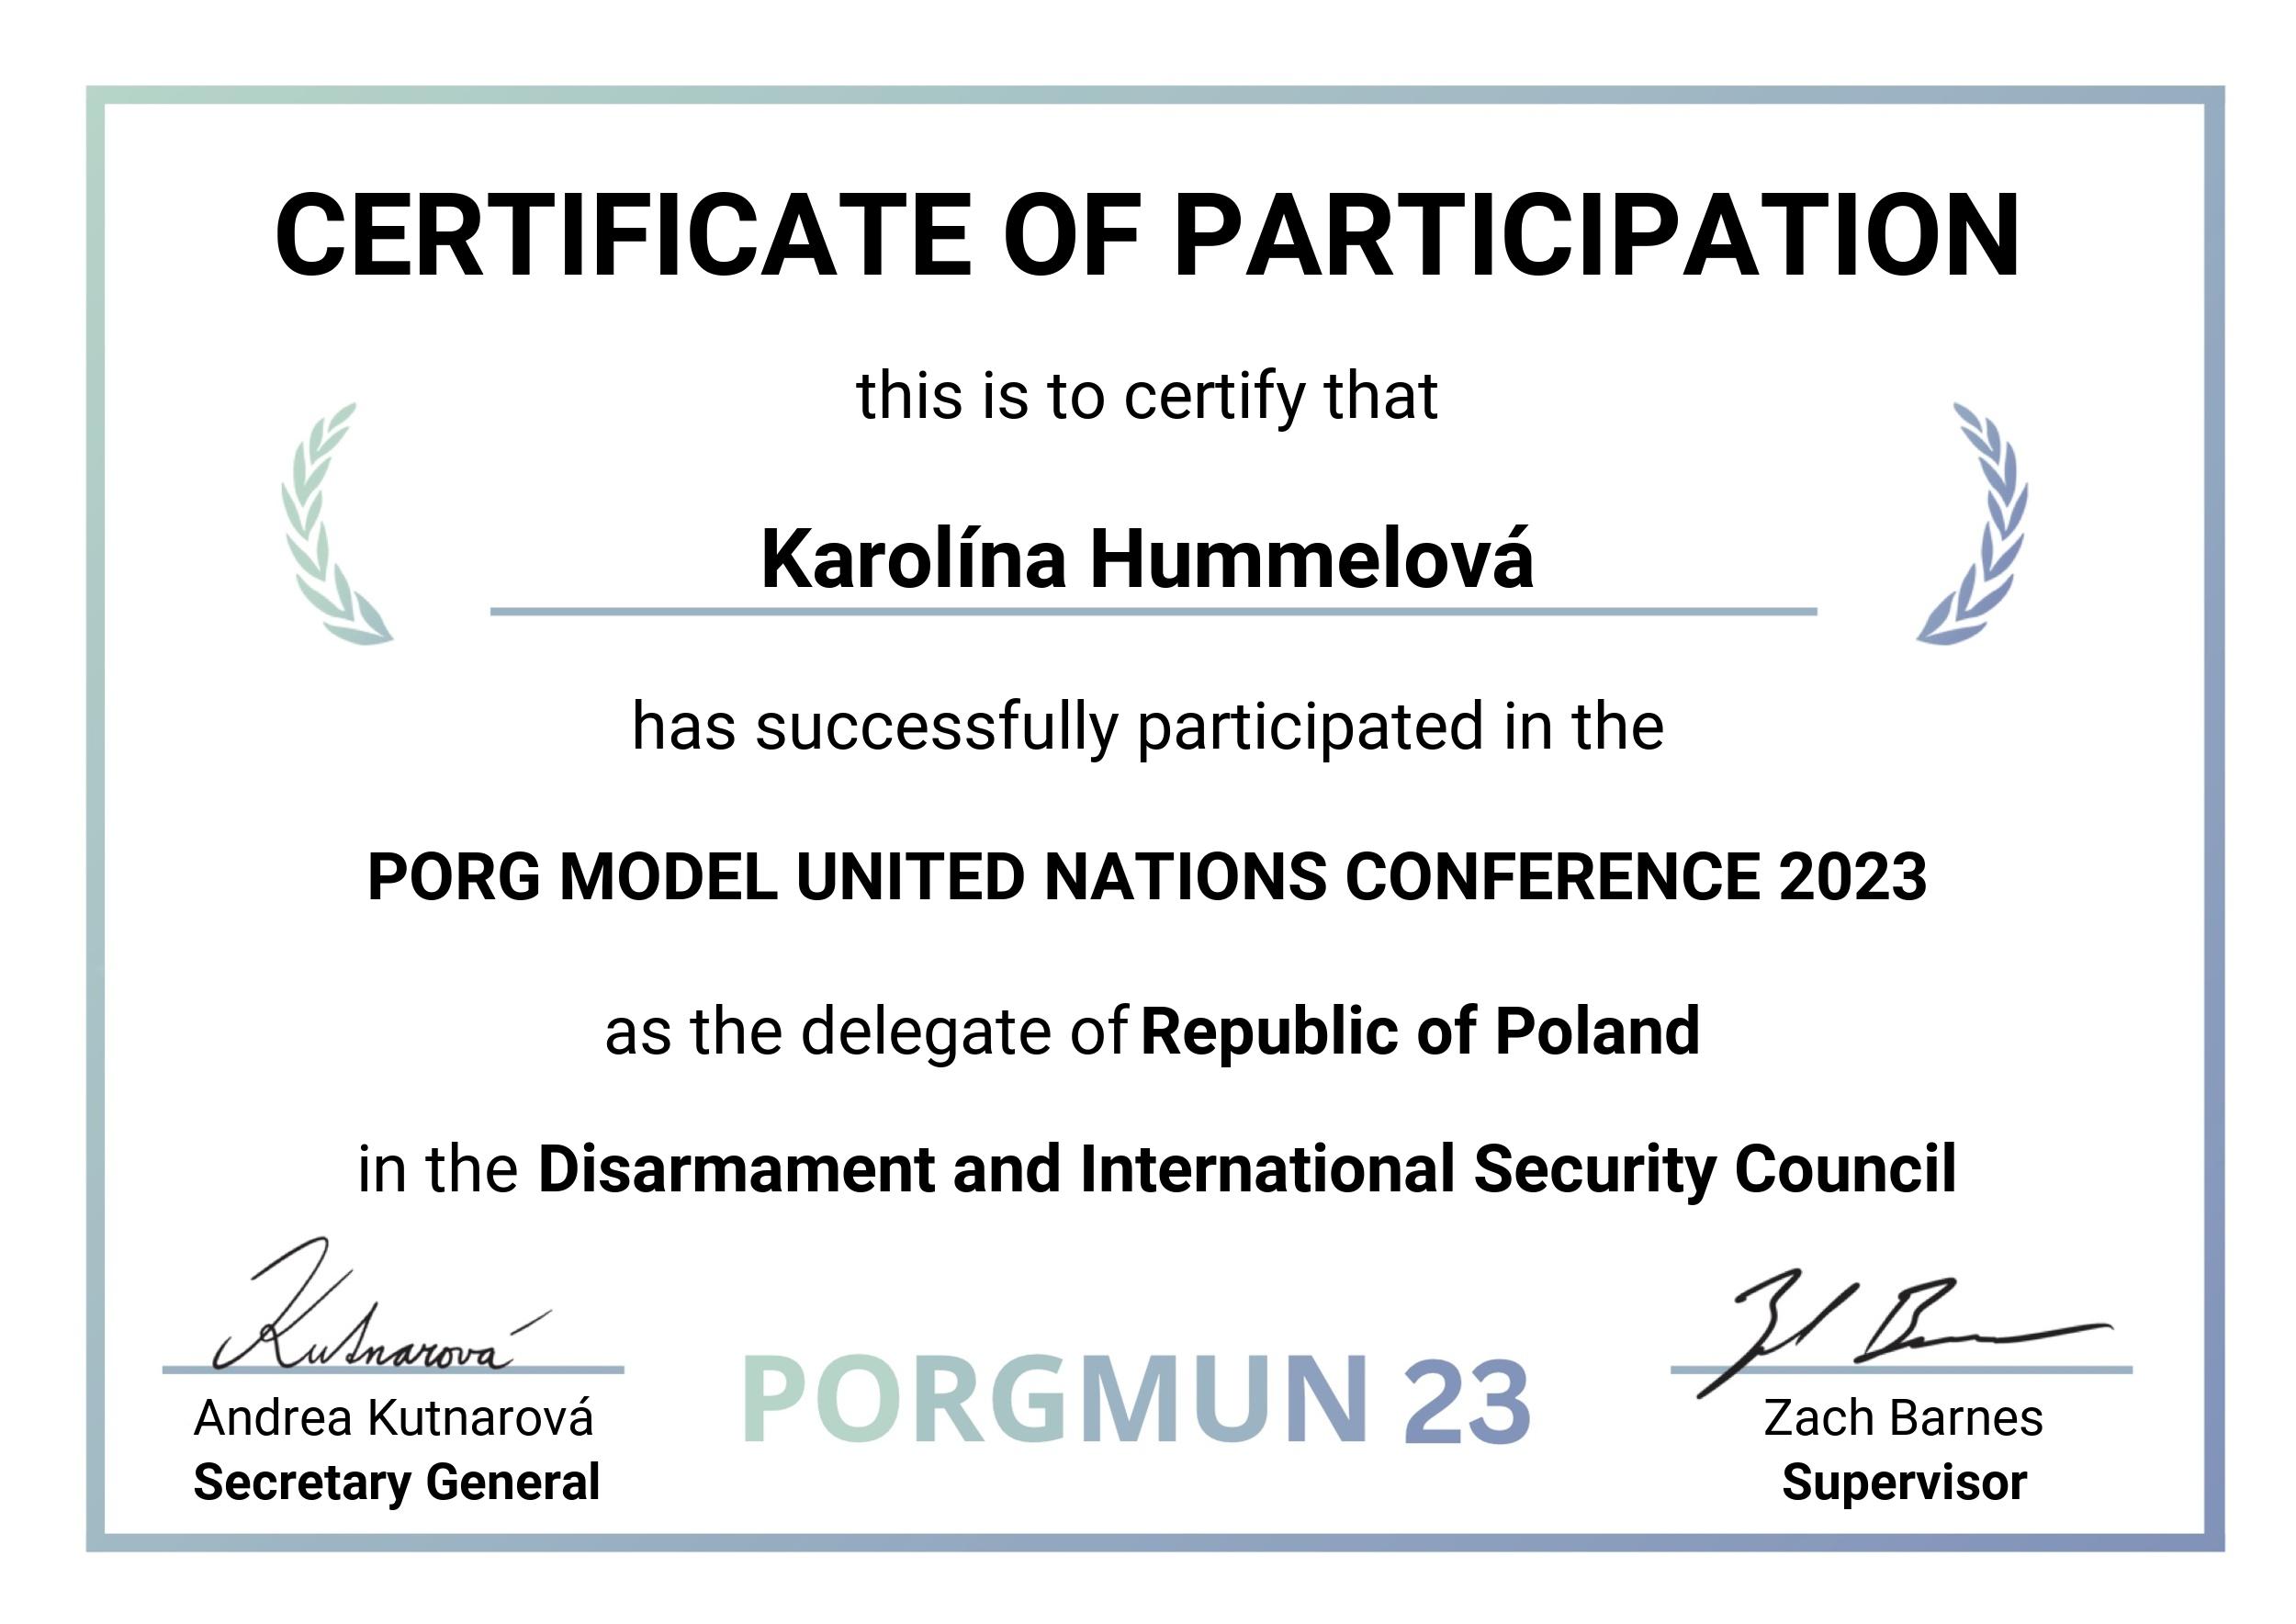 CERTIFICATE OF PARTICIPATION
this is to certify that
Karolína Hummelová
has successfully participated in the
PORG MODEL UNITED NATIONS CONFERENCE 2023
as the delegate of Republic of Poland
in the Disarmament and International Security Council
Kutnarová
Andrea Kutnarová
Secretary General
PORGMUN 23
Zach Barnes
Supervisor